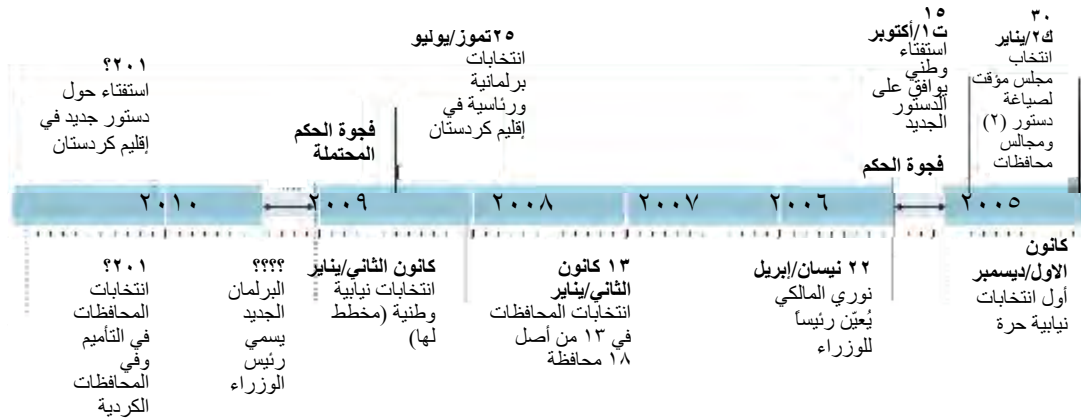 ٣٠
ك٢/يناير
انتخاب
مجلس مؤقت
لصياغة
دستور (٢)
ومجالس
محافظات
١٥
ت١/أكتوبر
استفتاء
وطني
يوافق على
الدستور
الجديد
فجوة الحكم
٢٥تموز/يوليو
انتخابات
برلمانية
ورئاسية في
إقليم كردستان
فجوة الحكم
المحتملة
٢٠١؟
استفتاء حول
دستور جديد في
إقليم كردستان
٢٠٠٥
٢٠٠٦
٢٠٠٧
٢٠٠٨
٢٠٠٩
٢٠١٠
كانون
الاول/ديسمبر
أول انتخابات
نيابية حرة
٢٢ نيسان/إبريل
نوري المالكي
يُعيّن رئيساً
للوزراء
١٣ كانون
الثاني/يناير
انتخابات المحافظات
في ١٣ من أصل
١٨ محافظة
كانون الثاني/يناير
انتخابات نيابية
وطنية (مخطط
لها)
؟؟؟؟
البرلمان
الجديد
يسمي
رئيس
الوزراء
٢٠١؟
انتخابات
المحافظات
في التأميم
وفي
المحافظات
الكردية